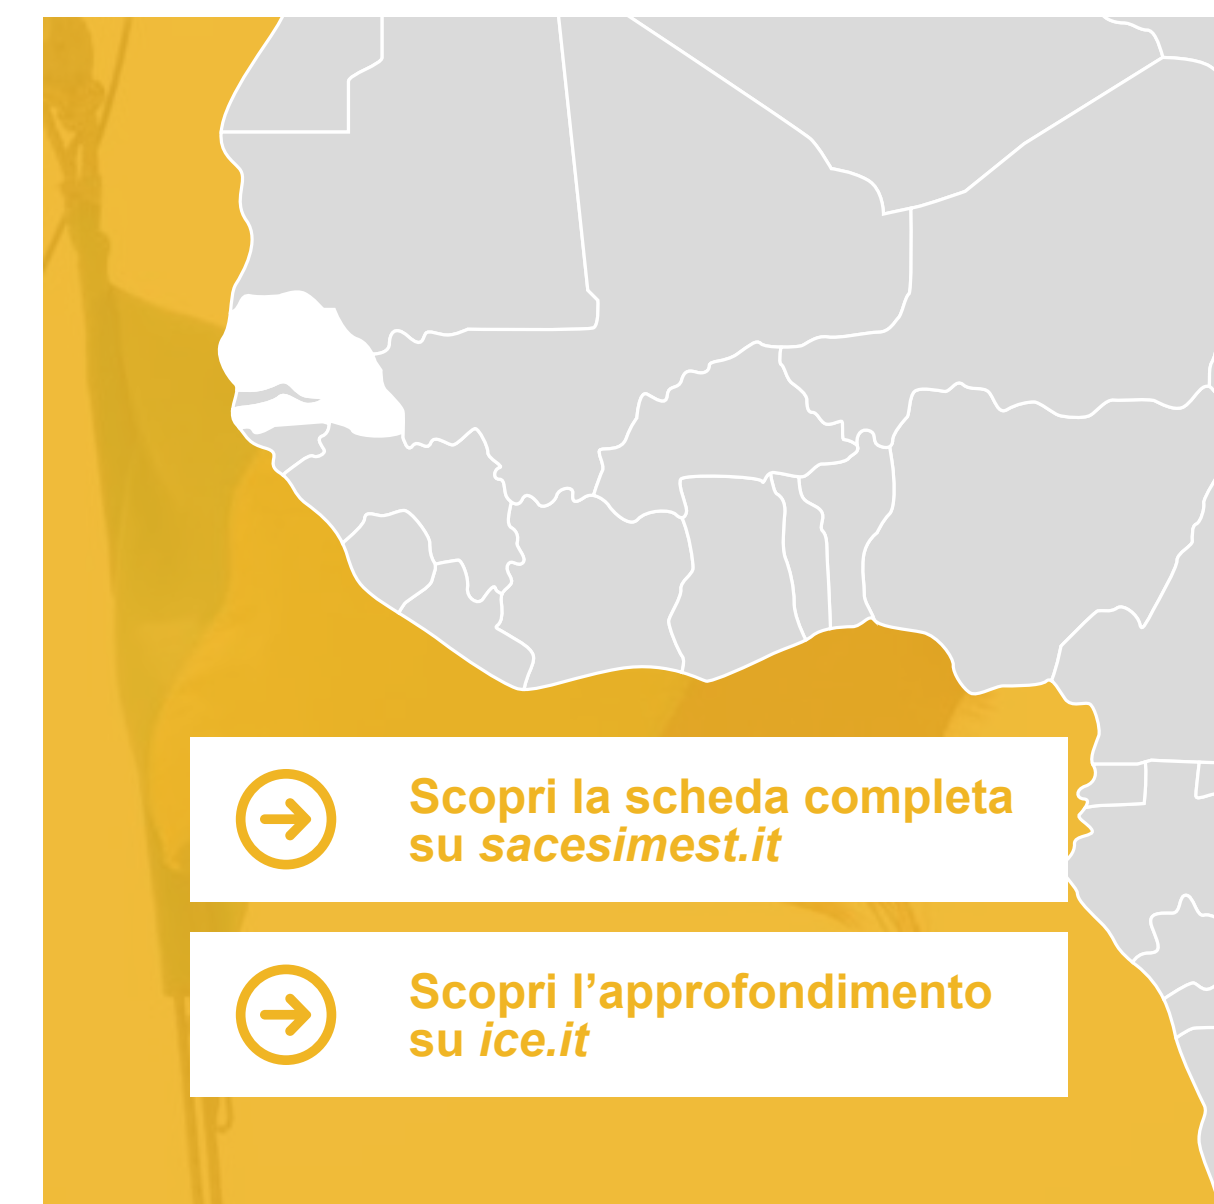 Scopri la scheda completa
su sacesimest.it
Scopri l’approfondimento
su ice.it